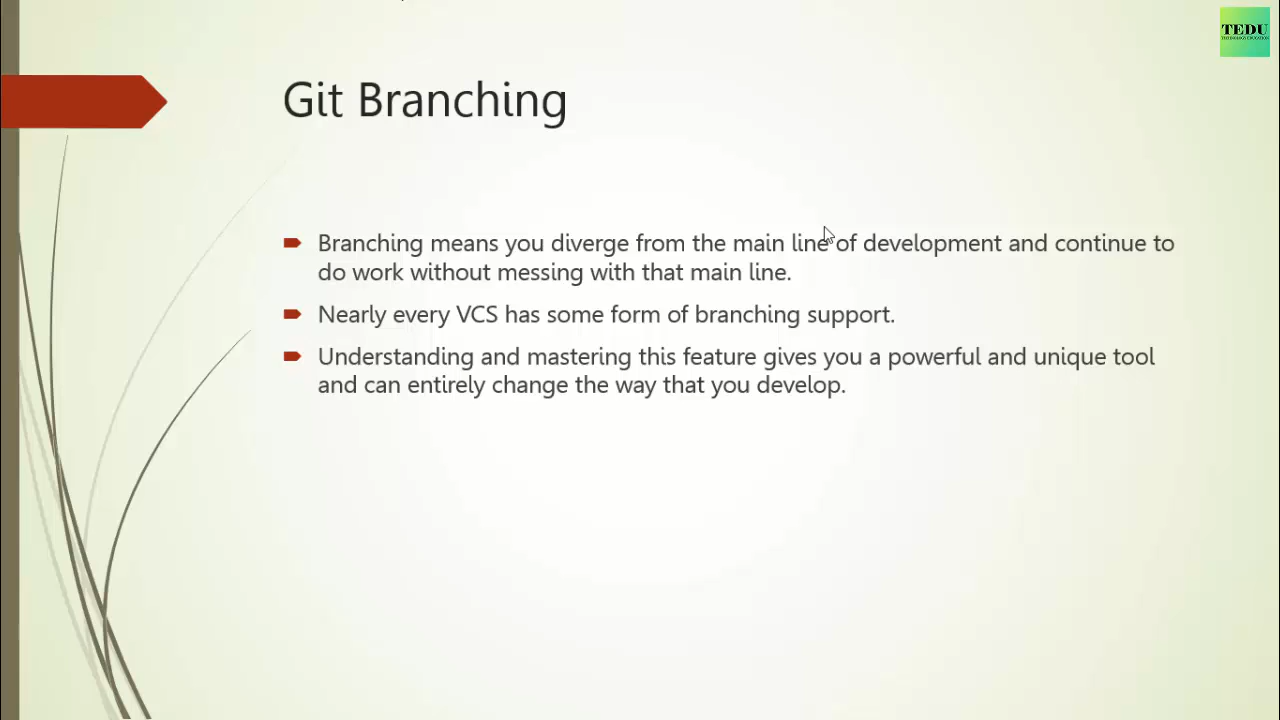 TEDU
TECHNOLOGY EDUCATION
Git Branching
Branching means you diverge from the main line of development and continue to
do work without messing with that main line.
Nearly every VCS has some form of branching support.
Understanding and mastering this feature gives you a powerful and unique tool
and can entirely change the way that you develop.